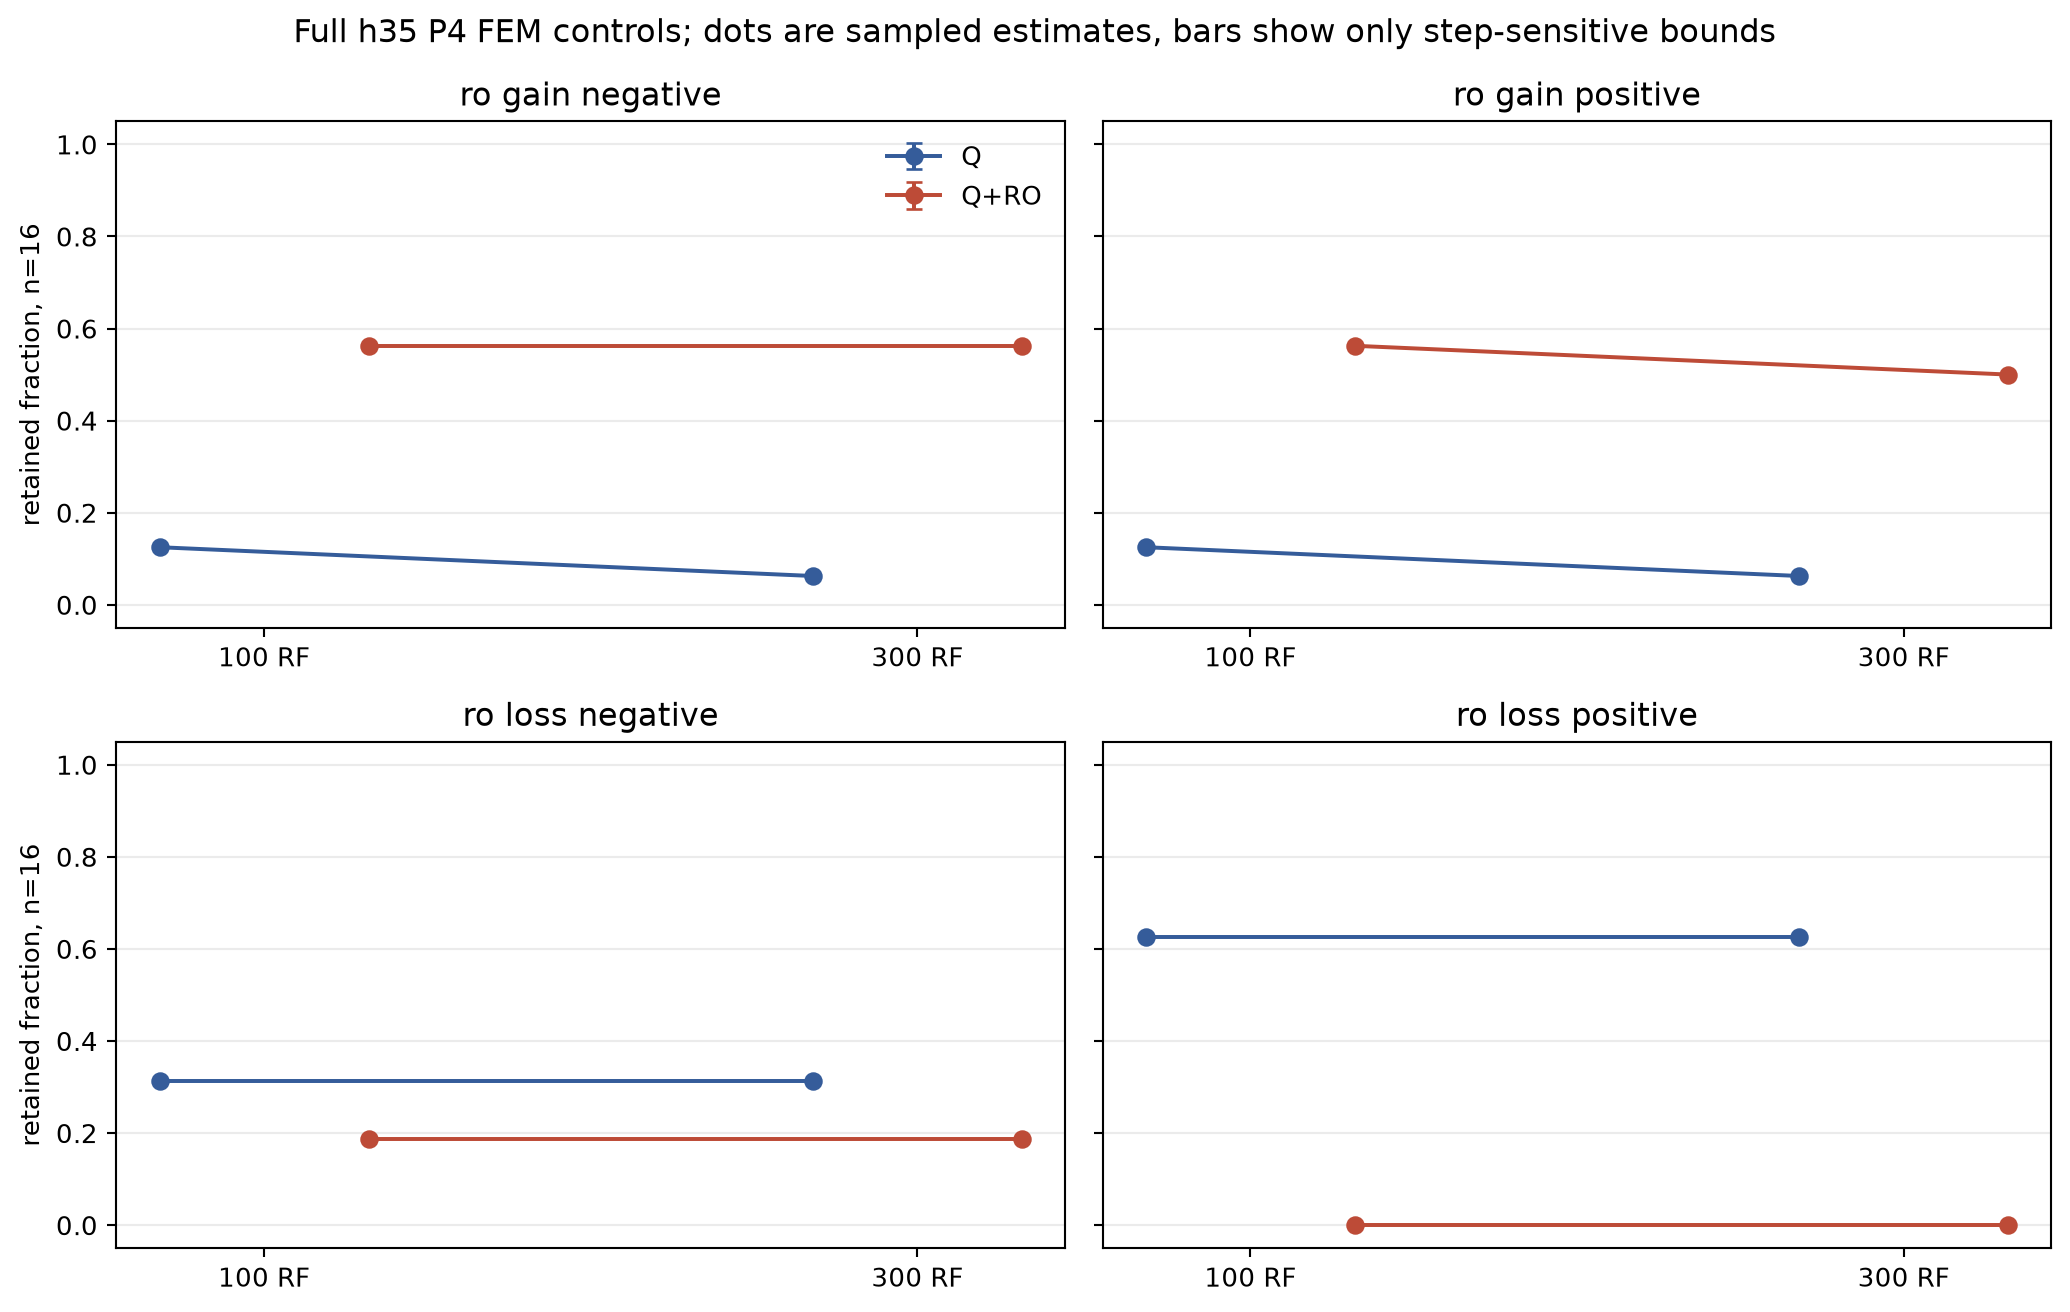 Full h35 P4 FEM controls; dots are sampled estimates, bars show only step-sensitive bounds
ro gain negative
retained fraction, n=16
1.0
0.8
0.6
0.4
0.2
0.0
Q
Q+RO
100 RF
300 RF
ro gain positive
100 RF
300 RF
ro loss negative
retained fraction, n=16
1.0
0.8
0.6
0.4
0.2
0.0
100 RF
300 RF
ro loss positive
100 RF
300 RF